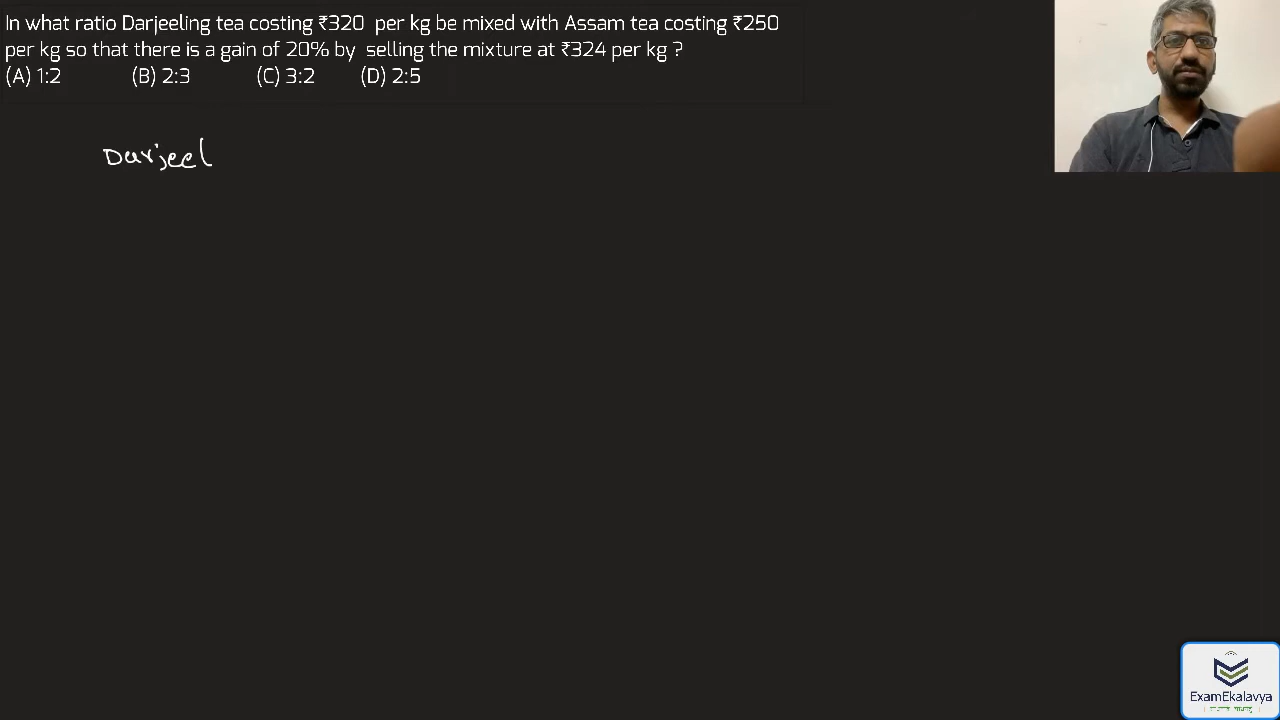 In what ratio Darjeeling tea costing ₹320 per kg be mixed with Assam tea costing ₹250
per kg so that there is a gain of 20% by selling the mixture at ₹324 per kg ?
(A) 1:2 (B) 2:3 (C) 3:2 (D) 2:5
Darjeel
ExamEkalavya